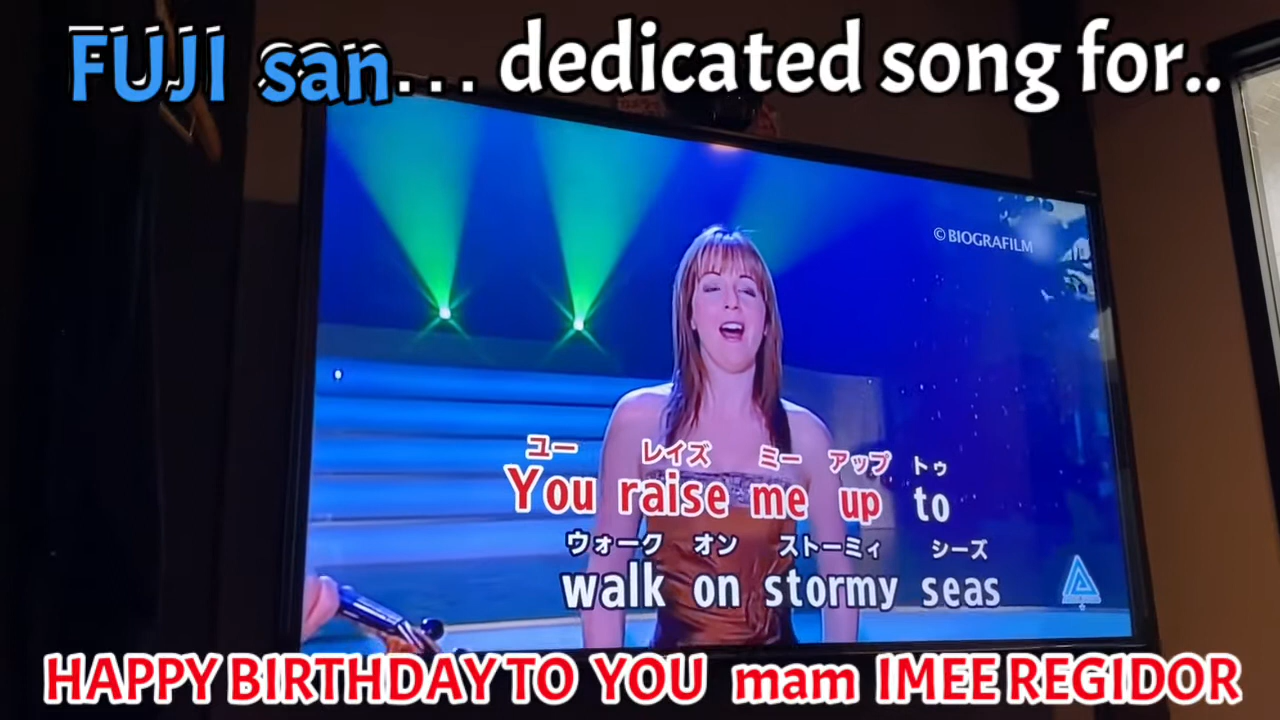 FUJI san... dedicated song for..
© BIOGRAFILM
ユー レイズ ミー アップ トゥ
You raise me up to
ウォーク オン ストーミィ シーズ
walk on stormy seas
HAPPY BIRTHDAY TO YOU mam IMEE REGIDOR